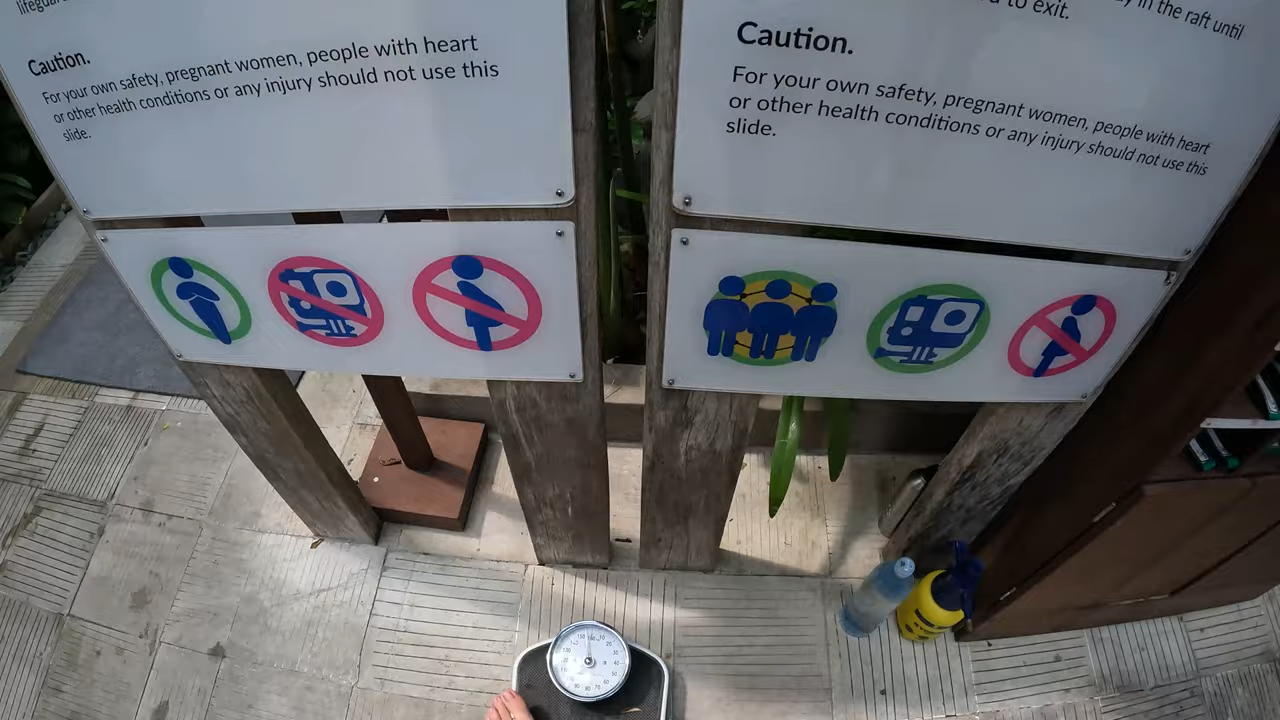 lifeguard
Caution.
For your own safety, pregnant women, people with heart
or other health conditions or any injury should not use this
slide.
in the raft until
to exit.
Caution.
For your own safety, pregnant women, people with heart
or other health conditions or any injury should not use this
slide.